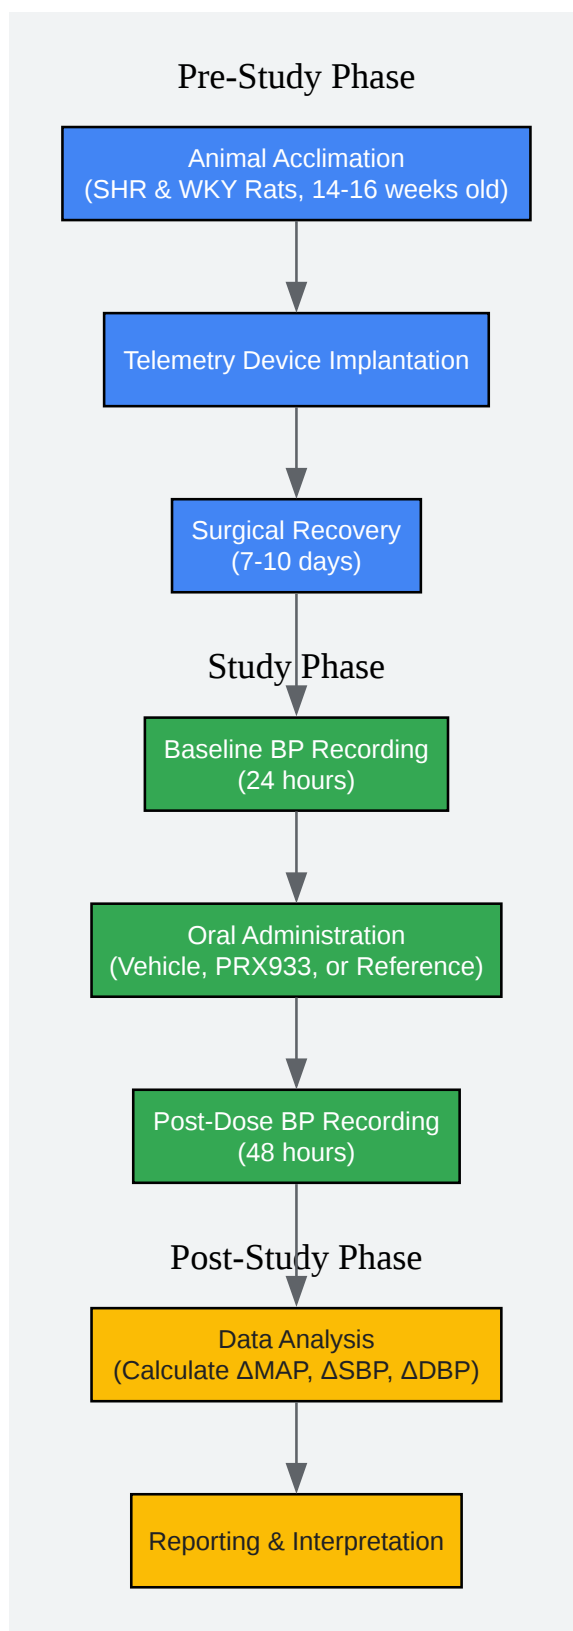 Pre-Study Phase
Animal Acclimation
(SHR & WKY Rats, 14-16 weeks old)
Telemetry Device Implantation
Surgical Recovery
(7-10 days)
Study Phase
Baseline BP Recording
(24 hours)
Oral Administration
(Vehicle, PRX933, or Reference)
Post-Dose BP Recording
(48 hours)
Post-Study Phase
Data Analysis
(Calculate ΔMAP, ΔSBP, ΔDBP)
Reporting & Interpretation